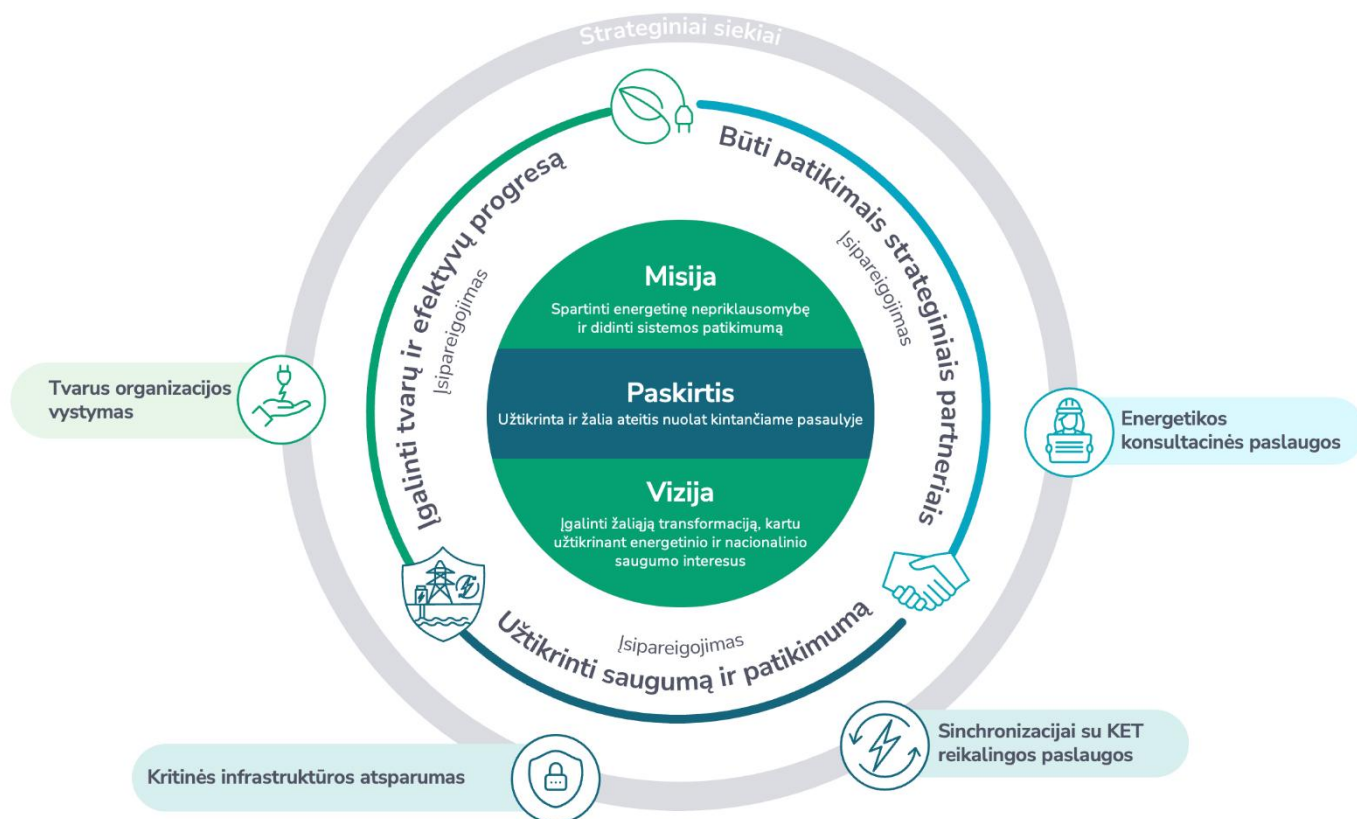 Strateginiai siekiai
Įgalinti tvarų ir efektyvų progresą
Įsipareigojimas
Būti patikimais strateginiais partneriais
Įsipareigojimas
Misija
Spartinti energetinę nepriklausomybę
ir didinti sistemos patikimumą
Paskirtis
Užtikrinta ir žalia ateitis nuolat kintančiame pasaulyje
Vizija
Įgalinti žaliąją transformaciją, kartu
užtikrinant energetinio ir nacionalinio
saugumo interesus
Įsipareigojimas
Užtikrinti saugumą ir patikimumą
Tvarus organizacijos
vystymas
Energetikos
konsultacinės paslaugos
Sinchronizacijai su KET
reikalingos paslaugos
Kritinės infrastruktūros atsparumas